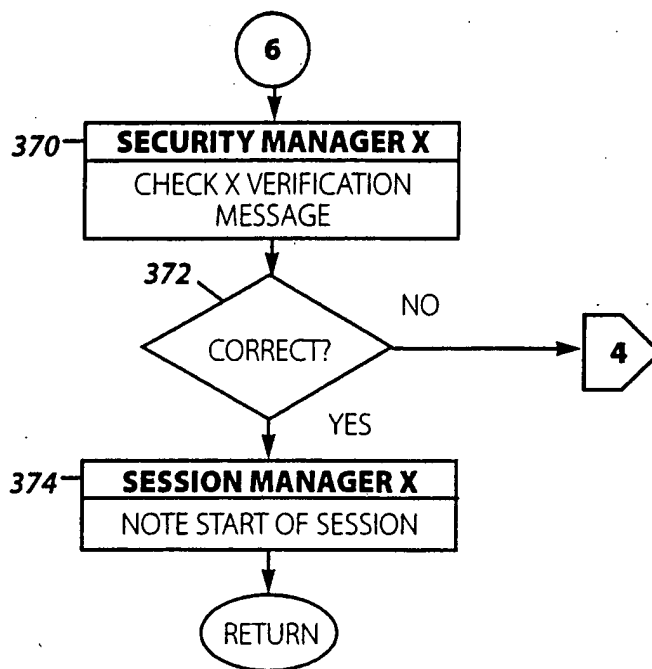 6
370
SECURITY MANAGER X
CHECK X VERIFICATION
MESSAGE
372
CORRECT?
NO
4
YES
374
SESSION MANAGER X
NOTE START OF SESSION
RETURN